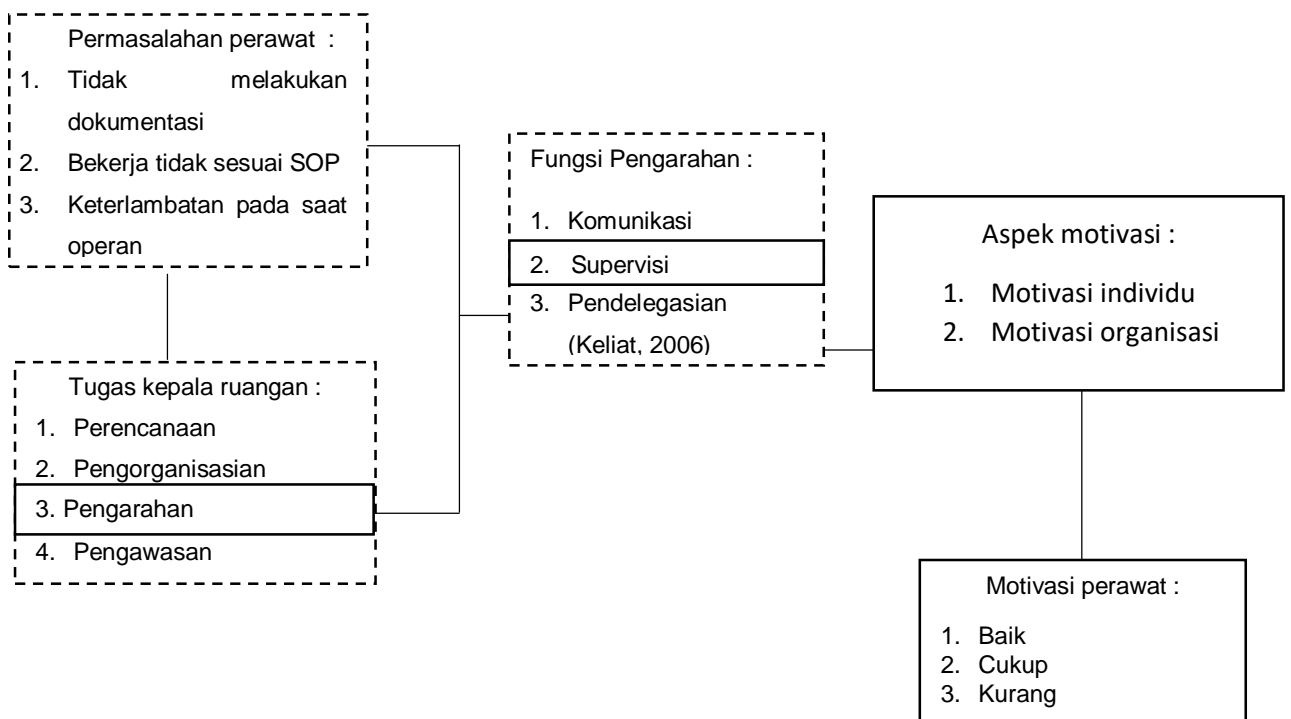 Permasalahan perawat :
1. Tidak melakukan
dokumentasi
2. Bekerja tidak sesuai SOP
3. Keterlambatan pada saat
operan
Tugas kepala ruangan :
1. Perencanaan
2. Pengorganisasian
3. Pengarahan
4. Pengawasan
Fungsi Pengarahan :
1. Komunikasi
2. Supervisi
3. Pendelegasian
(Keliat, 2006)
Aspek motivasi :
1. Motivasi individu
2. Motivasi organisasi
Motivasi perawat :
1. Baik
2. Cukup
3. Kurang